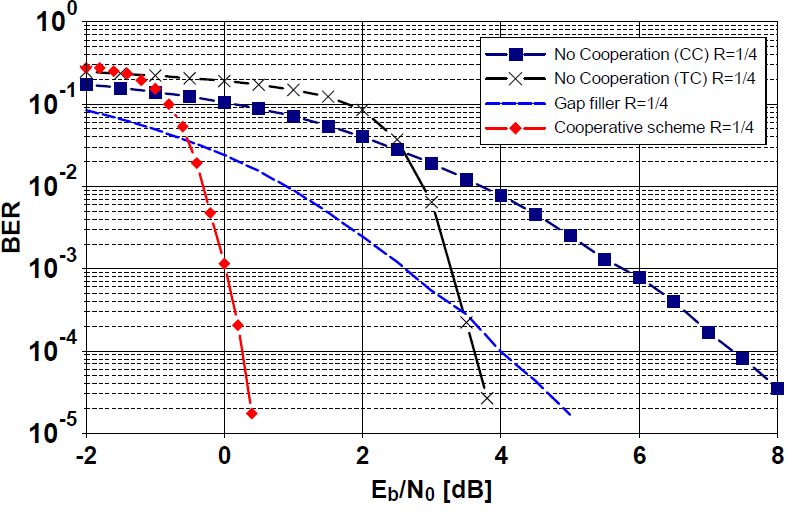 10^0
10^-1
10^-2
10^-3
10^-4
10^-5
BER
-2 0 2 4 6 8
E_b/N_0 [dB]
No Cooperation (CC) R=1/4
No Cooperation (TC) R=1/4
Gap filler R=1/4
Cooperative scheme R=1/4